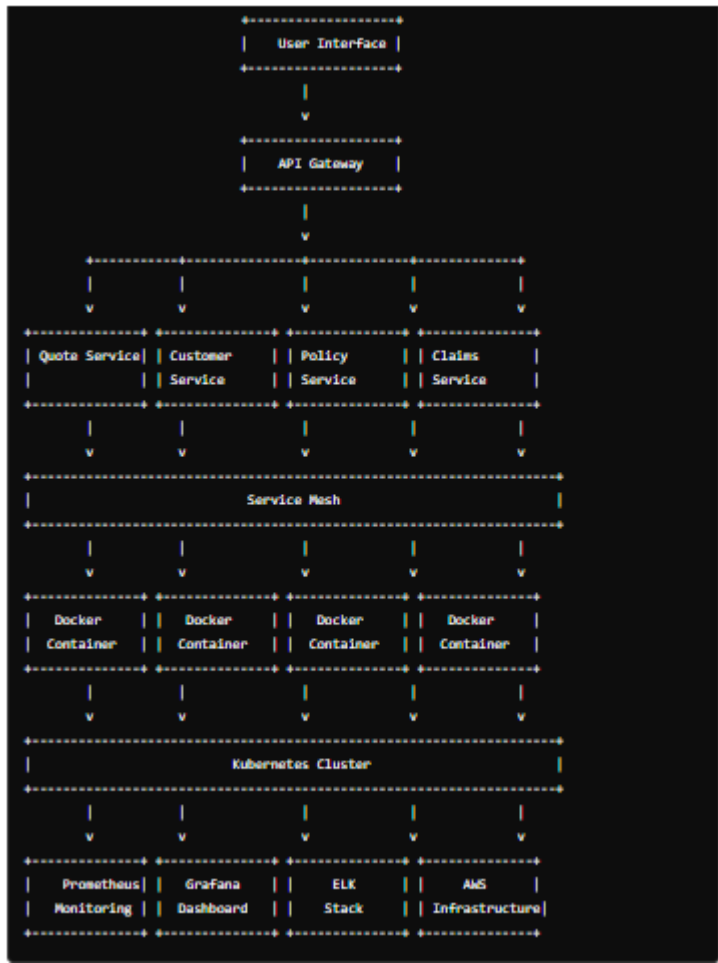 User Interface
API Gateway
Quote Service Customer Policy Claims
Service Service Service
Service Mesh
Docker Docker Docker Docker
Container Container Container Container
Kubernetes Cluster
Prometheus Grafana ELK AWS
Monitoring Dashboard Stack Infrastructure